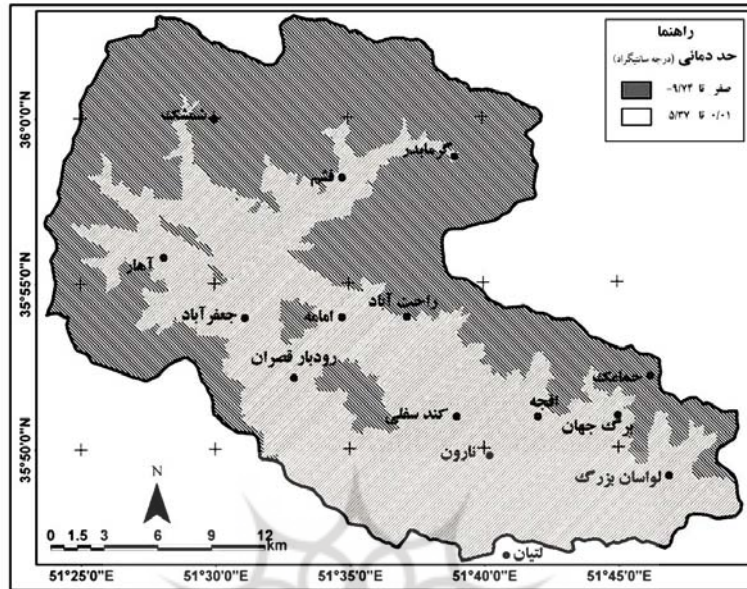 راهنما
حد دمائی (درجه سانتیگراد)
صفر تا ۹/۷۴-
۰/۰۱ تا ۵/۳۷
شمشک
گرمابدر
فشم
آهار
راحت آباد
امامه
جعفرآباد
رودبار قصران
حمامک
افجه
کند سفلی
برگ جهان
نارون
لواسان بزرگ
لتیان
N
0 1.5 3 6 9 12
km
36°0'0"N
35°55'0"N
35°50'0"N
51°25'0"E 51°30'0"E 51°35'0"E 51°40'0"E 51°45'0"E